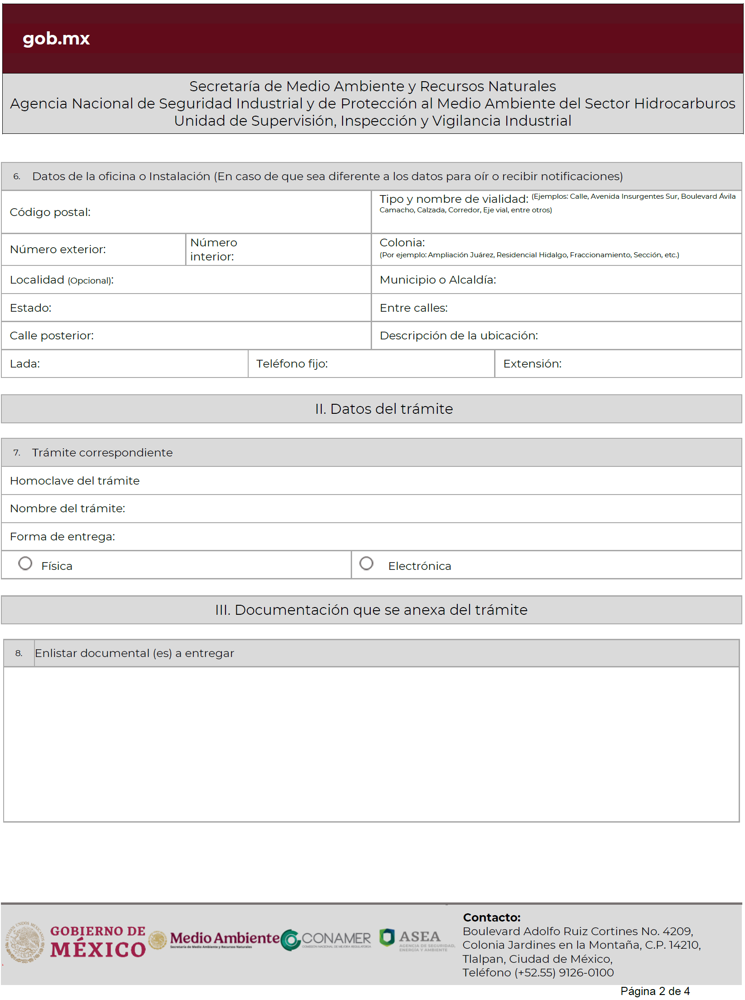 gob.mx
Secretaría de Medio Ambiente y Recursos Naturales
Agencia Nacional de Seguridad Industrial y de Protección al Medio Ambiente del Sector Hidrocarburos
Unidad de Supervisión, Inspección y Vigilancia Industrial
6. Datos de la oficina o Instalación (En caso de que sea diferente a los datos para oír o recibir notificaciones)
Código postal:
Tipo y nombre de vialidad: (Ejemplos: Calle, Avenida Insurgentes Sur, Boulevard Ávila
Camacho, Calzada, Corredor, Eje vial, entre otros)
Número exterior:
Número
interior:
Colonia:
(Por ejemplo: Ampliación Juárez, Residencial Hidalgo, Fraccionamiento, Sección, etc.)
Localidad (Opcional):
Municipio o Alcaldía:
Estado:
Entre calles:
Calle posterior:
Descripción de la ubicación:
Lada:
Teléfono fijo:
Extensión:
II. Datos del trámite
7. Trámite correspondiente
Homoclave del trámite
Nombre del trámite:
Forma de entrega:
Física
Electrónica
III. Documentación que se anexa del trámite
8. Enlistar documental (es) a entregar
ESTADOS UNIDOS MEXICANOS
GOBIERNO DE
MÉXICO
Medio Ambiente
Secretaría de Medio Ambiente y Recursos Naturales
CONAMER
COMISIÓN NACIONAL DE MEJORA REGULATORIA
ASEA
AGENCIA DE SEGURIDAD,
ENERGÍA Y AMBIENTE
Contacto:
Boulevard Adolfo Ruiz Cortines No. 4209,
Colonia Jardines en la Montaña, C.P. 14210,
Tlalpan, Ciudad de México,
Teléfono (+52.55) 9126-0100
Página 2 de 4